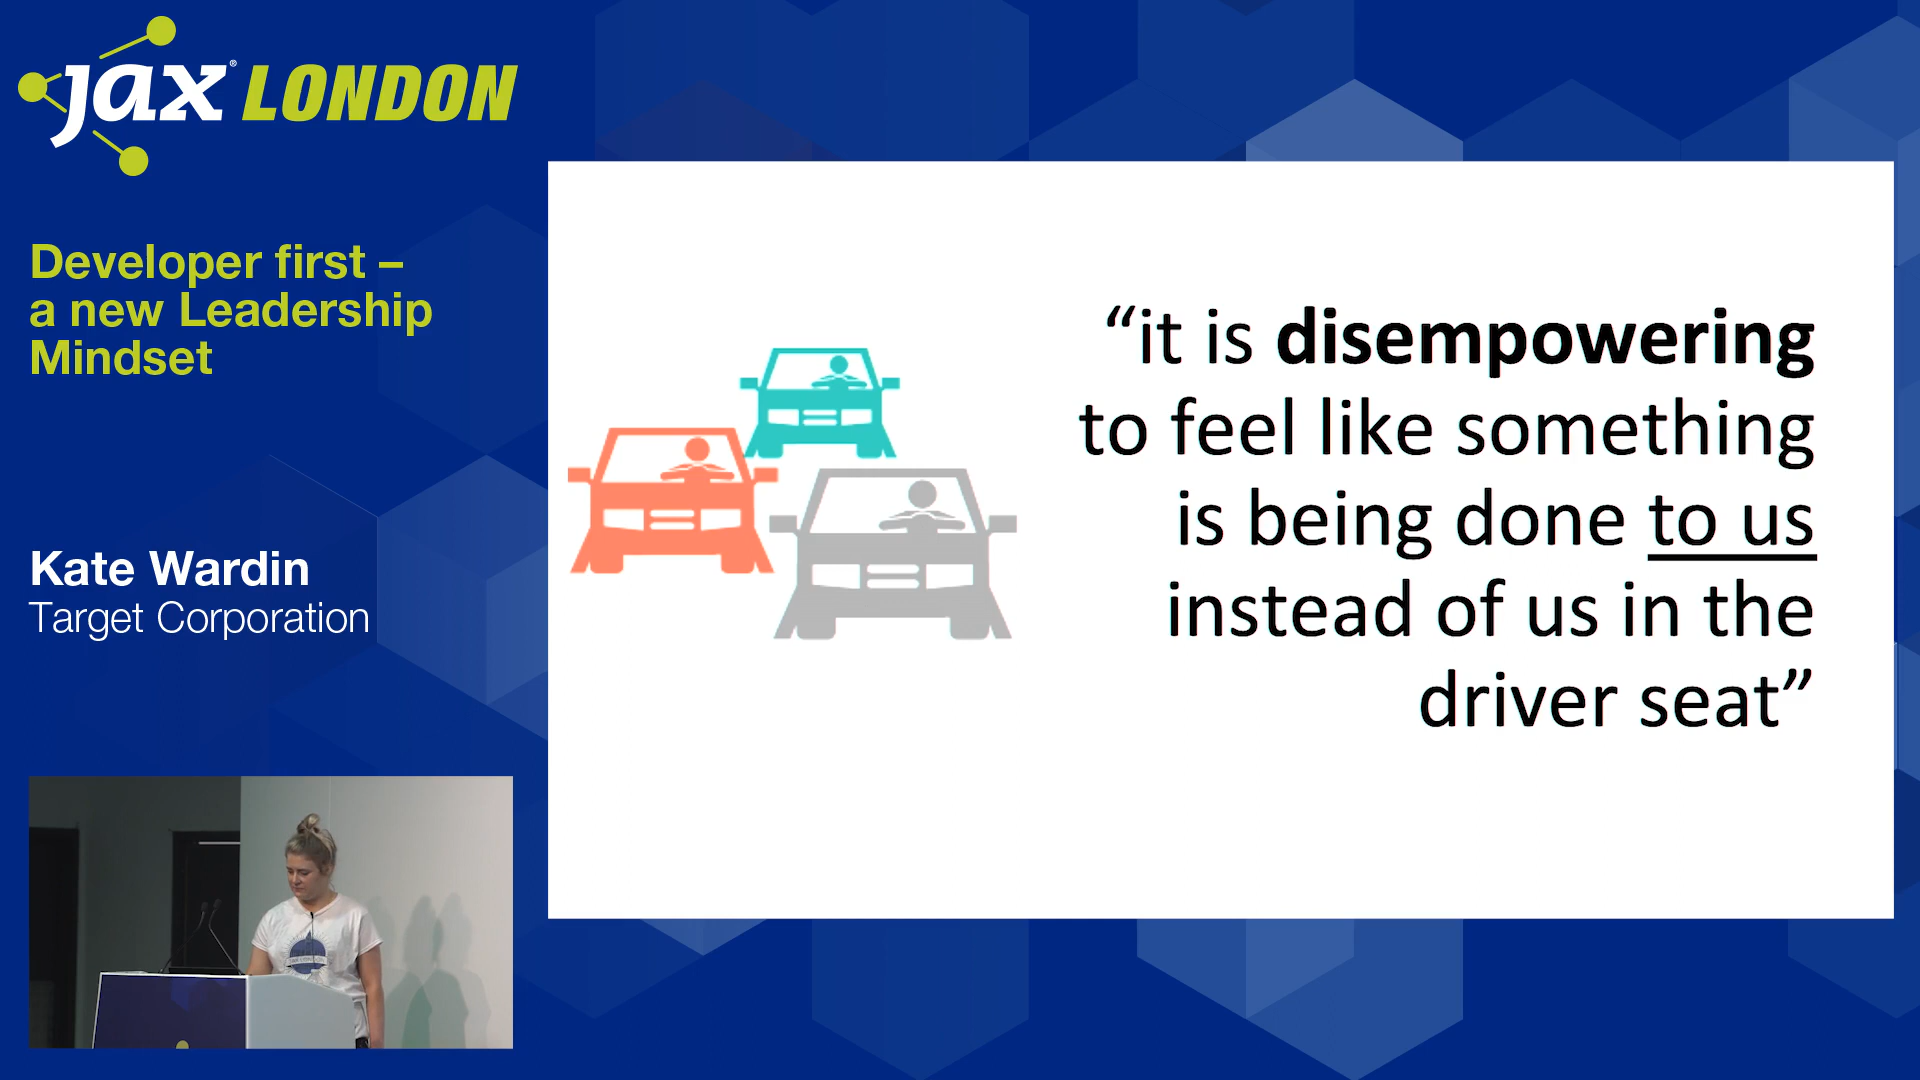 jax® LONDON
Developer first –
a new Leadership
Mindset
Kate Wardin
Target Corporation
“it is disempowering
to feel like something
is being done to us
instead of us in the
driver seat”